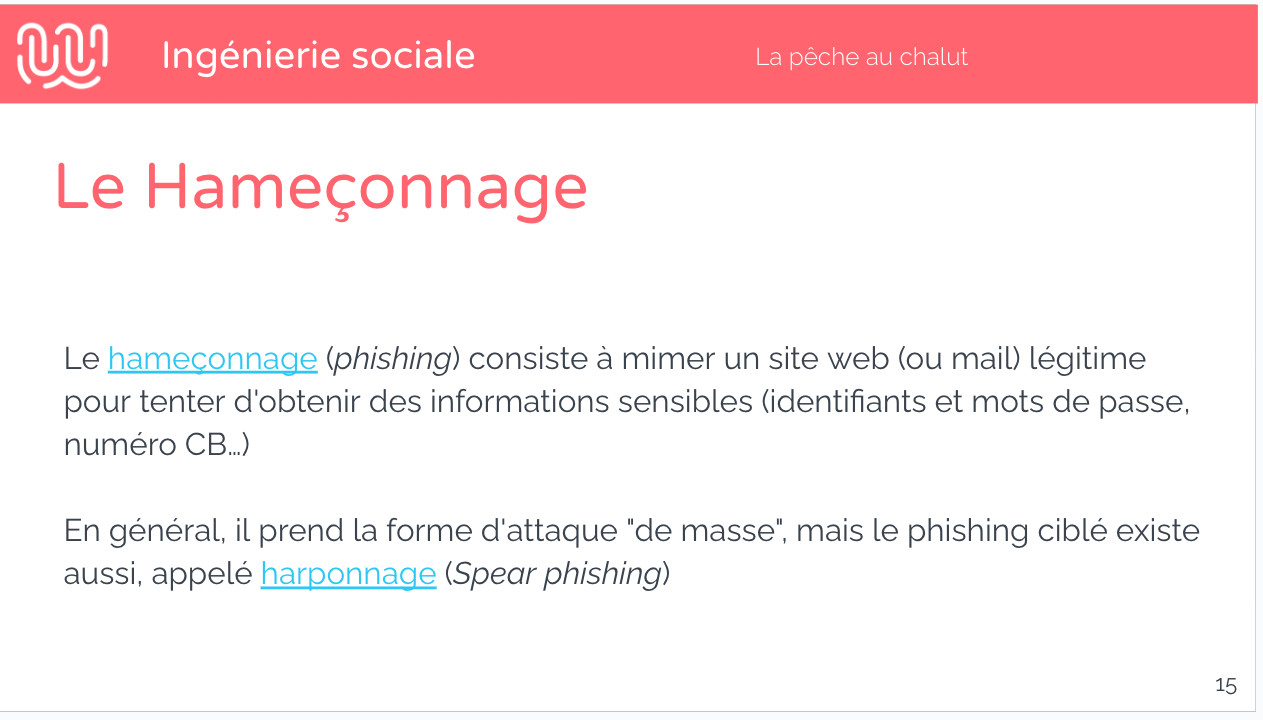 Ingénierie sociale
La pêche au chalut
Le Hameçonnage
Le hameçonnage (phishing) consiste à mimer un site web (ou mail) légitime
pour tenter d'obtenir des informations sensibles (identifiants et mots de passe,
numéro CB…)
En général, il prend la forme d'attaque "de masse", mais le phishing ciblé existe
aussi, appelé harponnage (Spear phishing)
15